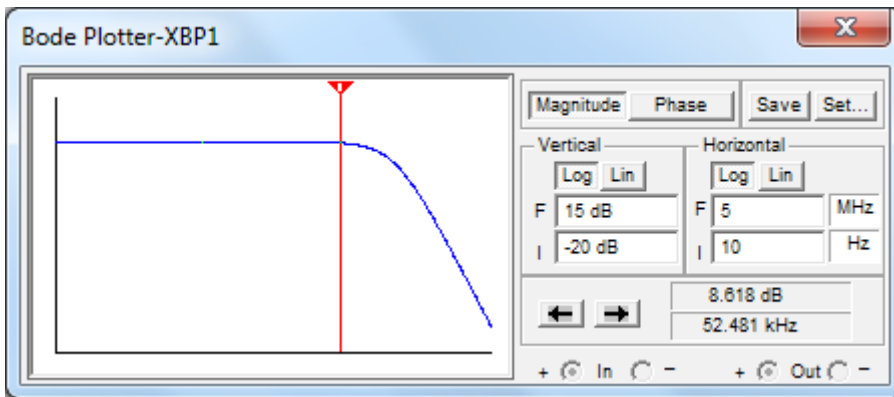 Bode Plotter-XBP1
Magnitude Phase Save Set...
Vertical Horizontal
Log Lin Log Lin
F 15 dB F 5 MHz
I -20 dB I 10 Hz
8.618 dB
52.481 kHz
+ In - + Out -